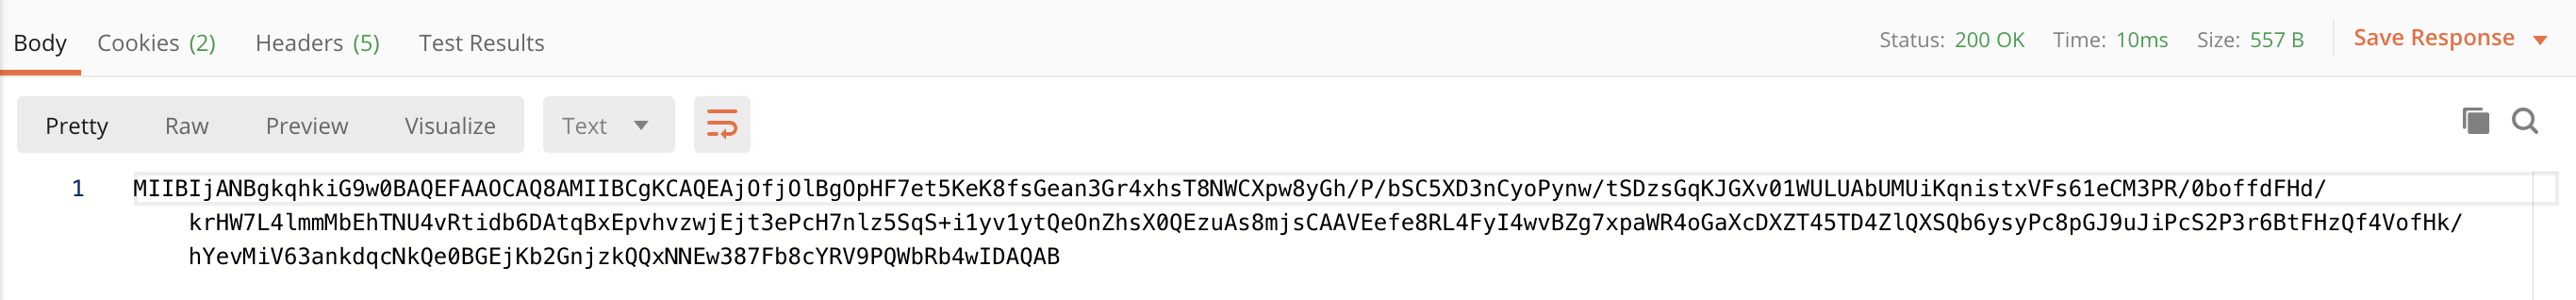 Body Cookies (2) Headers (5) Test Results Status: 200 OK Time: 10ms Size: 557 B Save Response
Pretty Raw Preview Visualize Text
1 MIIBIjANBgkqhkiG9w0BAQEFAAOCAQ8AMIIBCgKCAQEAjOfjOlBgOpHF7et5KeK8fsGean3Gr4xhsT8NWCXpw8yGh/P/bSC5XD3nCyoPynw/tSDzsGqKJGXv01WULUAbUMUiKqnistxVFs61eCM3PR/0boffdFHd/
krHW7L4lmmMbEhTNU4vRtidb6DAtqBxEpvhvzwjEjt3ePcH7nlz5SqS+i1yv1ytQeOnZhsX0QEzuAs8mjsCAAVEefe8RL4FyI4wvBZg7xpaWR4oGaXcDXZT45TD4ZlQXSQb6ysyPc8pGJ9uJiPcS2P3r6BtFHzQf4VofHk/
hYevMiV63ankdqcNkQe0BGEjKb2GnjzkQQxNNEw387Fb8cYRV9PQWbRb4wIDAQAB